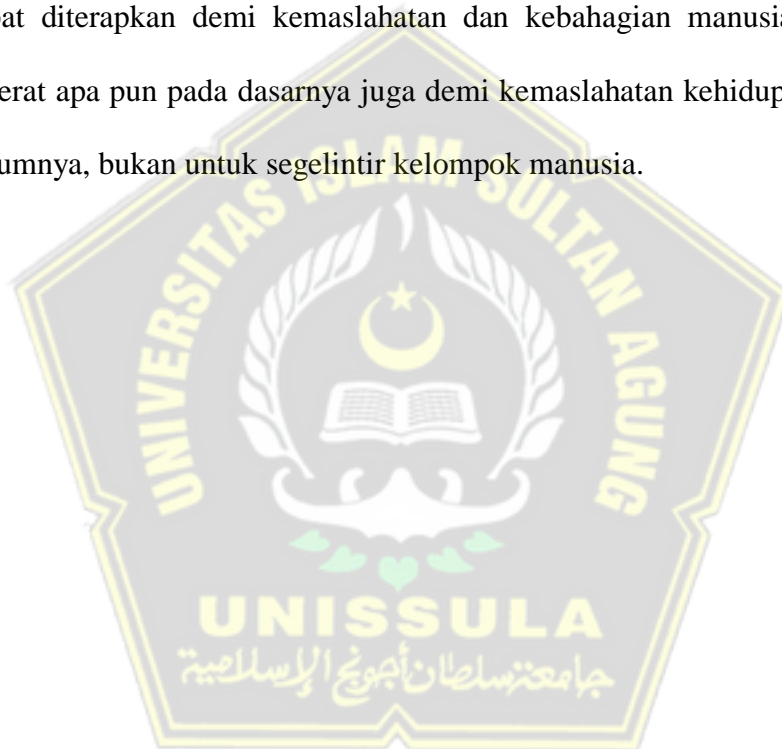 pat diterapkan demi kemaslahatan dan kebahagian manusia
erat apa pun pada dasarnya juga demi kemaslahatan kehidup
umnya, bukan untuk segelintir kelompok manusia.
UNIVERSITAS ISLAM SULTAN AGUNG
UNISSULA
جامعة سلطان أجونج الإسلامية